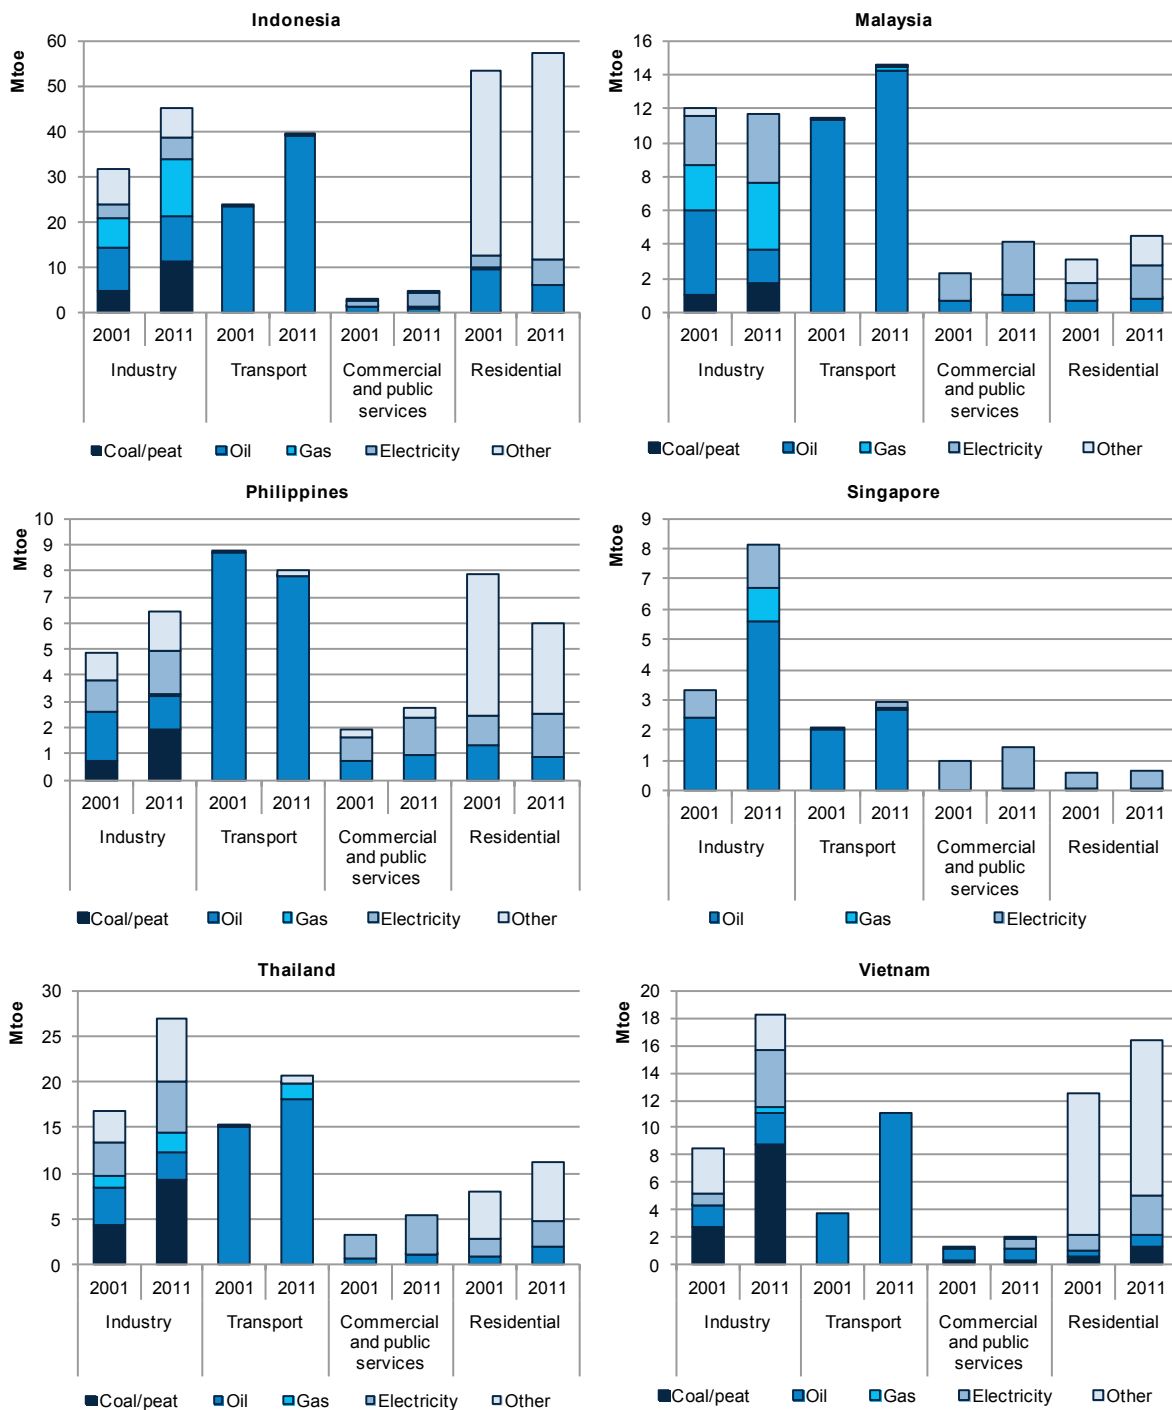 Indonesia
Mtoe
60
50
40
30
20
10
0
2001 2011 2001 2011 2001 2011 2001 2011
Industry Transport Commercial and public services Residential
Coal/peat Oil Gas Electricity Other
Malaysia
Mtoe
16
14
12
10
8
6
4
2
0
2001 2011 2001 2011 2001 2011 2001 2011
Industry Transport Commercial and public services Residential
Coal/peat Oil Gas Electricity Other
Philippines
Mtoe
10
9
8
7
6
5
4
3
2
1
0
2001 2011 2001 2011 2001 2011 2001 2011
Industry Transport Commercial and public services Residential
Coal/peat Oil Gas Electricity Other
Singapore
Mtoe
9
8
7
6
5
4
3
2
1
0
2001 2011 2001 2011 2001 2011 2001 2011
Industry Transport Commercial and public services Residential
Oil Gas Electricity
Thailand
Mtoe
30
25
20
15
10
5
0
2001 2011 2001 2011 2001 2011 2001 2011
Industry Transport Commercial and public services Residential
Coal/peat Oil Gas Electricity Other
Vietnam
Mtoe
20
18
16
14
12
10
8
6
4
2
0
2001 2011 2001 2011 2001 2011 2001 2011
Industry Transport Commercial and public services Residential
Coal/peat Oil Gas Electricity Other